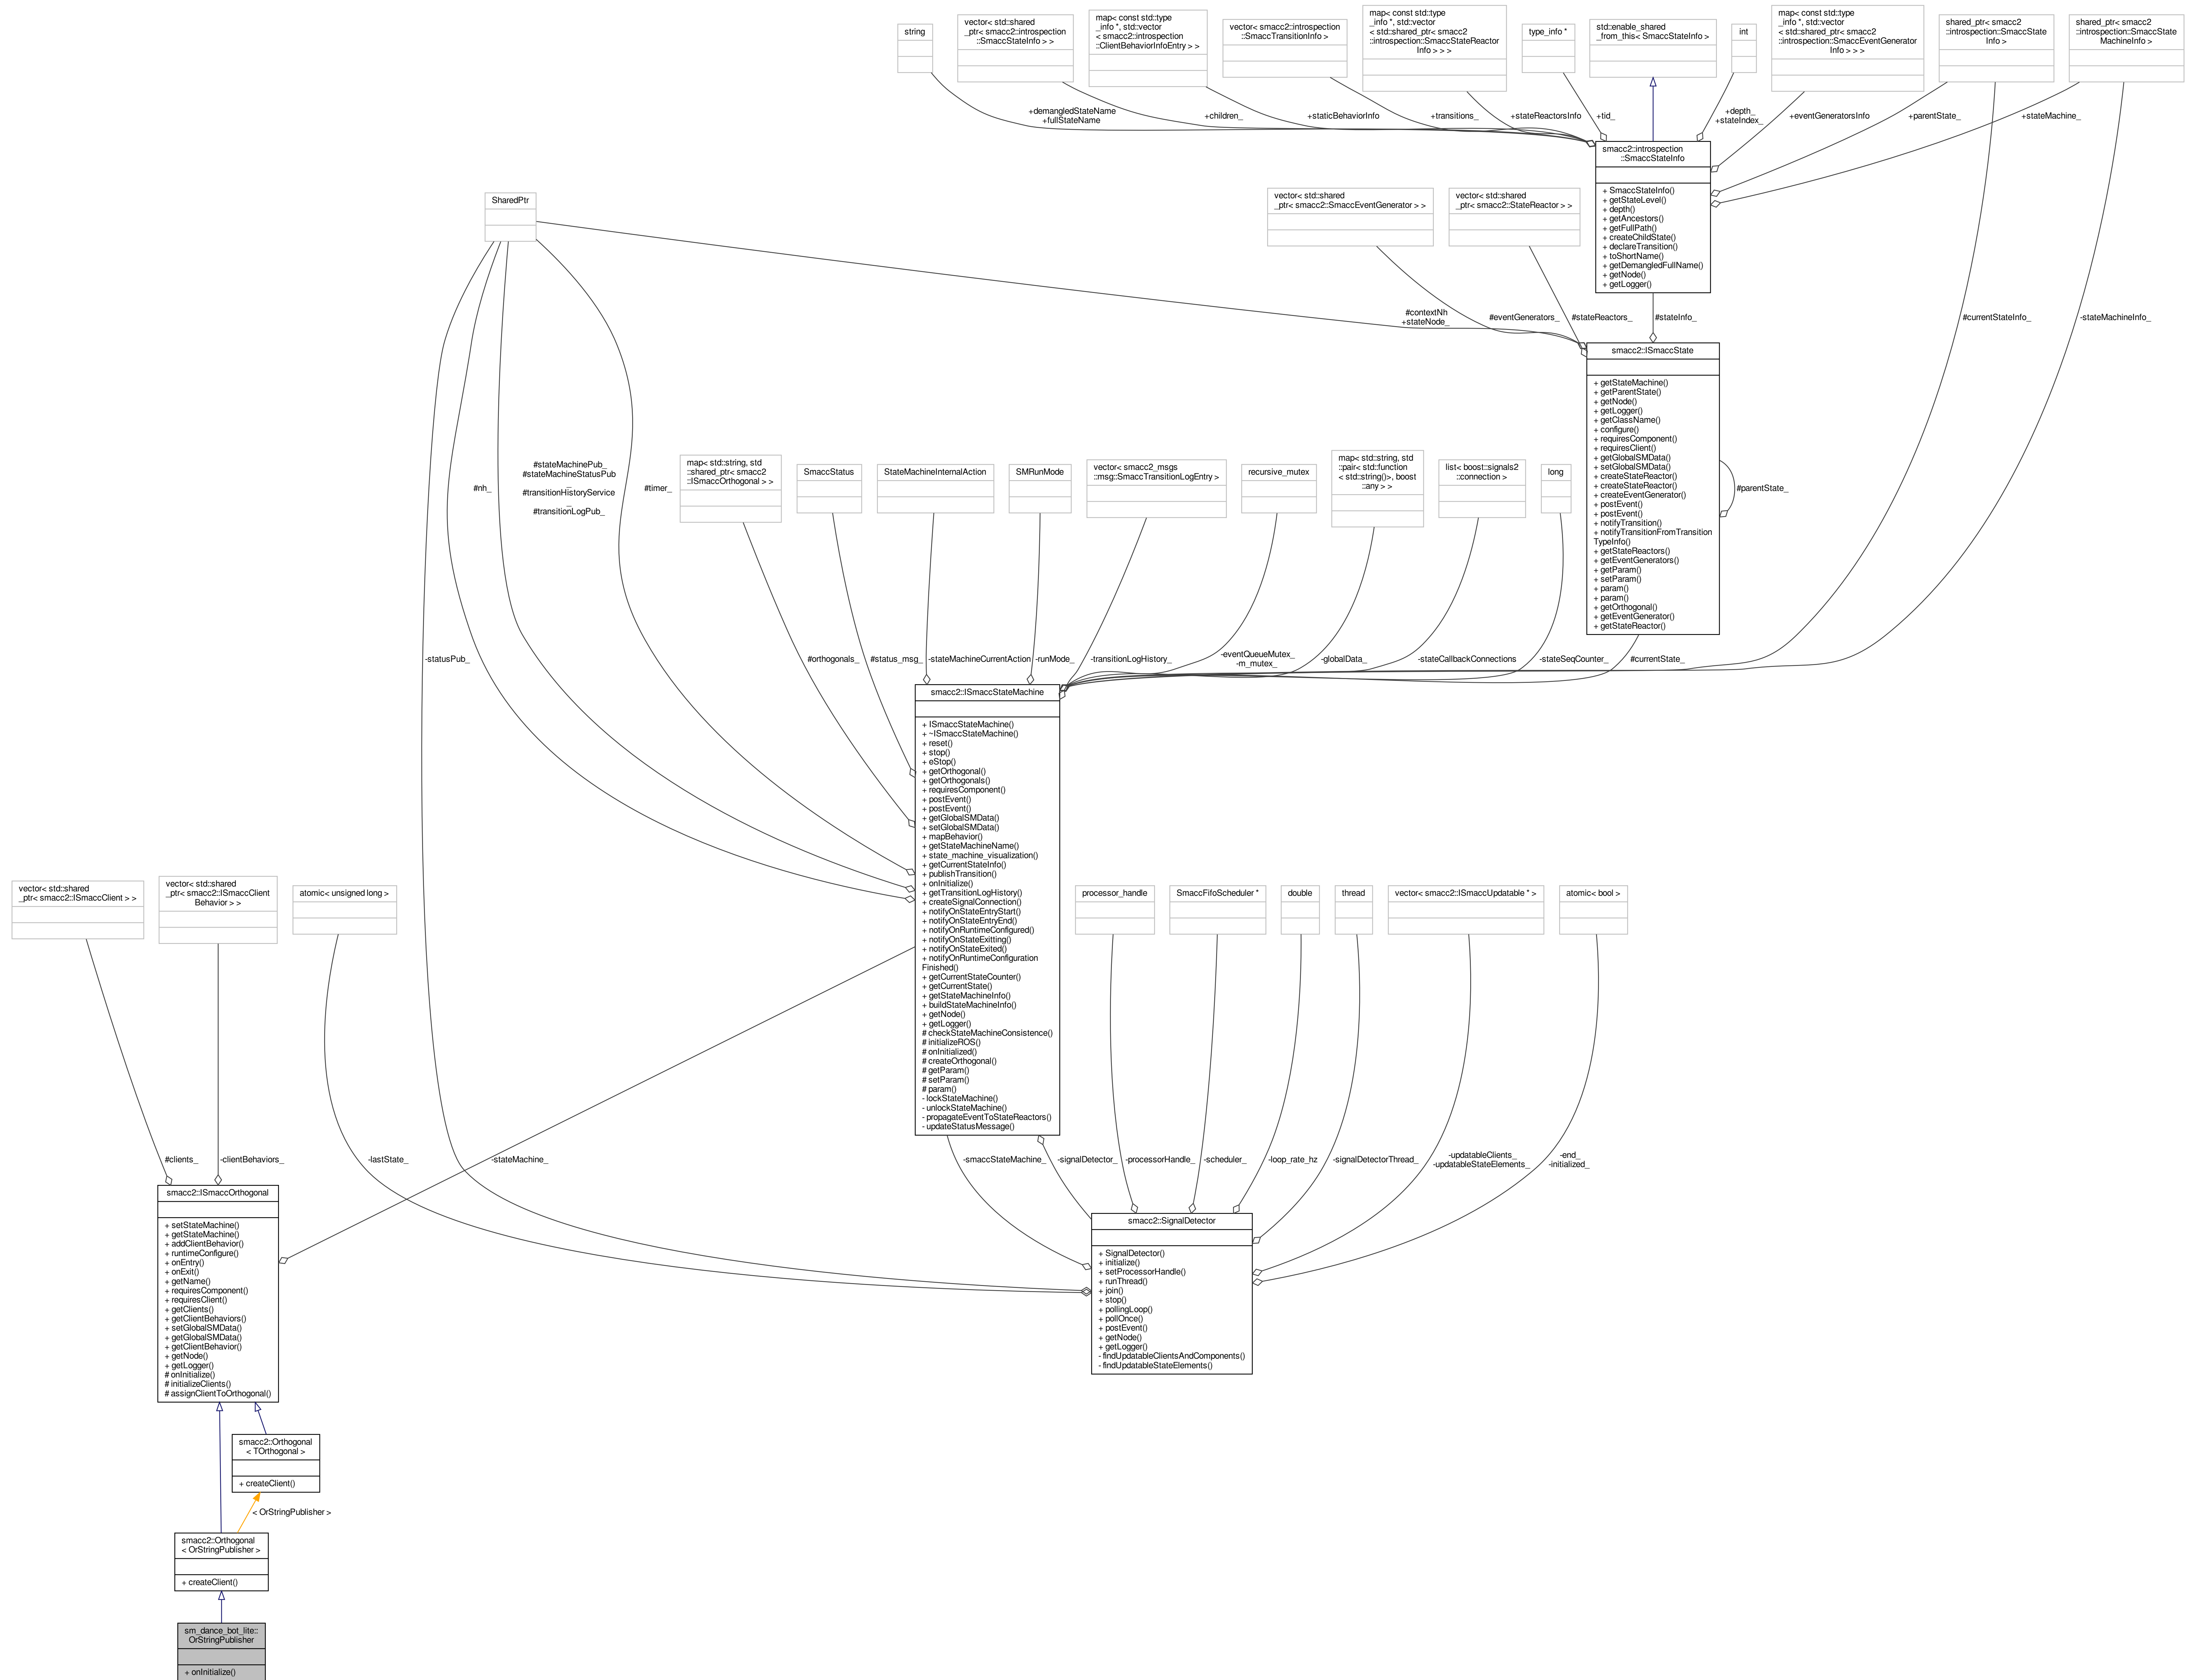 string
vector< std::shared
_ptr< smacc2::introspection
::SmaccStateInfo > >
map< const std::type
_info *, std::vector
< smacc2::introspection
::ClientBehaviorInfoEntry > >
vector< smacc2::introspection
::SmaccTransitionInfo >
map< const std::type
_info *, std::vector
< std::shared_ptr< smacc2
::introspection::SmaccStateReactor
Info > > >
type_info *
std::enable_shared
_from_this< SmaccStateInfo >
int
map< const std::type
_info *, std::vector
< std::shared_ptr< smacc2
::introspection::SmaccEventGenerator
Info > > >
shared_ptr< smacc2
::introspection::SmaccState
Info >
shared_ptr< smacc2
::introspection::SmaccState
MachineInfo >
+demangledStateName
+fullStateName
+children_
+staticBehaviorInfo
+transitions_
+stateReactorsInfo
+tid_
+depth_
+stateIndex_
+eventGeneratorsInfo
+parentState_
+stateMachine_
smacc2::introspection
::SmaccStateInfo
+ SmaccStateInfo()
+ getStateLevel()
+ depth()
+ getAncestors()
+ getFullPath()
+ createChildState()
+ declareTransition()
+ toShortName()
+ getDemangledFullName()
+ getNode()
+ getLogger()
SharedPtr
vector< std::shared
_ptr< smacc2::SmaccEventGenerator > >
vector< std::shared
_ptr< smacc2::StateReactor > >
#contextNh
+stateNode_
#eventGenerators_
#stateReactors_
#stateInfo_
#currentStateInfo_
-stateMachineInfo_
smacc2::ISmaccState
+ getStateMachine()
+ getParentState()
+ getNode()
+ getLogger()
+ getClassName()
+ configure()
+ requiresComponent()
+ requiresClient()
+ getGlobalSMData()
+ setGlobalSMData()
+ createStateReactor()
+ createEventGenerator()
+ postEvent()
+ postEvent()
+ notifyTransition()
+ notifyTransitionFromTransition
TypeInfo()
+ getStateReactors()
+ getEventGenerators()
+ getParam()
+ setParam()
+ param()
+ param()
+ getOrthogonal()
+ getEventGenerator()
+ getStateReactor()
#parentState_
#nh_
#stateMachinePub_
#stateMachineStatusPub
_
#transitionHistoryService
_
#transitionLogPub_
#timer_
map< std::string, std
::shared_ptr< smacc2
::ISmaccOrthogonal > >
SmaccStatus
StateMachineInternalAction
SMRunMode
vector< smacc2_msgs
::msg::SmaccTransitionLogEntry >
recursive_mutex
map< std::string, std
::pair< std::function
< std::string()>, boost
::any > >
list< boost::signals2
::connection >
long
-statusPub_
#orthogonals_
#status_msg_
-stateMachineCurrentAction
-runMode_
-transitionLogHistory_
-eventQueueMutex_
-m_mutex_
-globalData_
-stateCallbackConnections
-stateSeqCounter_
#currentState_
smacc2::ISmaccStateMachine
+ ISmaccStateMachine()
+ ~ISmaccStateMachine()
+ reset()
+ stop()
+ eStop()
+ getOrthogonal()
+ getOrthogonals()
+ requiresComponent()
+ postEvent()
+ postEvent()
+ getGlobalSMData()
+ setGlobalSMData()
+ mapBehavior()
+ getStateMachineName()
+ state_machine_visualization()
+ getCurrentStateInfo()
+ publishTransition()
+ onInitialize()
+ getTransitionLogHistory()
+ createSignalConnection()
+ notifyOnStateEntryStart()
+ notifyOnStateEntryEnd()
+ notifyOnRuntimeConfigured()
+ notifyOnStateExitting()
+ notifyOnStateExited()
+ notifyOnRuntimeConfiguration
Finished()
+ getCurrentStateCounter()
+ getCurrentState()
+ getStateMachineInfo()
+ buildStateMachineInfo()
+ getNode()
+ getLogger()
# checkStateMachineConsistence()
# initializeROS()
# onInitialized()
# createOrthogonal()
# getParam()
# setParam()
# param()
- lockStateMachine()
- unlockStateMachine()
- propagateEventToStateReactors()
- updateStatusMessage()
vector< std::shared
_ptr< smacc2::ISmaccClient > >
vector< std::shared
_ptr< smacc2::ISmaccClient
Behavior > >
atomic< unsigned long >
processor_handle
SmaccFifoScheduler *
double
thread
vector< smacc2::ISmaccUpdatable * >
atomic< bool >
#clients_
-clientBehaviors_
-lastState_
-stateMachine_
-smaccStateMachine_
-signalDetector_
-processorHandle_
-scheduler_
-loop_rate_hz
-signalDetectorThread_
-updatableClients_
-updatableStateElements_
-end_
-initialized_
smacc2::ISmaccOrthogonal
+ setStateMachine()
+ getStateMachine()
+ addClientBehavior()
+ runtimeConfigure()
+ onEntry()
+ onExit()
+ getName()
+ requiresComponent()
+ requiresClient()
+ getClients()
+ getClientBehaviors()
+ setGlobalSMData()
+ getGlobalSMData()
+ getClientBehavior()
+ getNode()
+ getLogger()
# onInitialize()
# initializeClients()
# assignClientToOrthogonal()
smacc2::SignalDetector
+ SignalDetector()
+ initialize()
+ setProcessorHandle()
+ runThread()
+ join()
+ stop()
+ pollingLoop()
+ pollOnce()
+ postEvent()
+ getNode()
+ getLogger()
- findUpdatableClientsAndComponents()
- findUpdatableStateElements()
smacc2::Orthogonal
< TOrthogonal >
+ createClient()
< OrStringPublisher >
smacc2::Orthogonal
< OrStringPublisher >
+ createClient()
sm_dance_bot_lite::
OrStringPublisher
+ onInitialize()